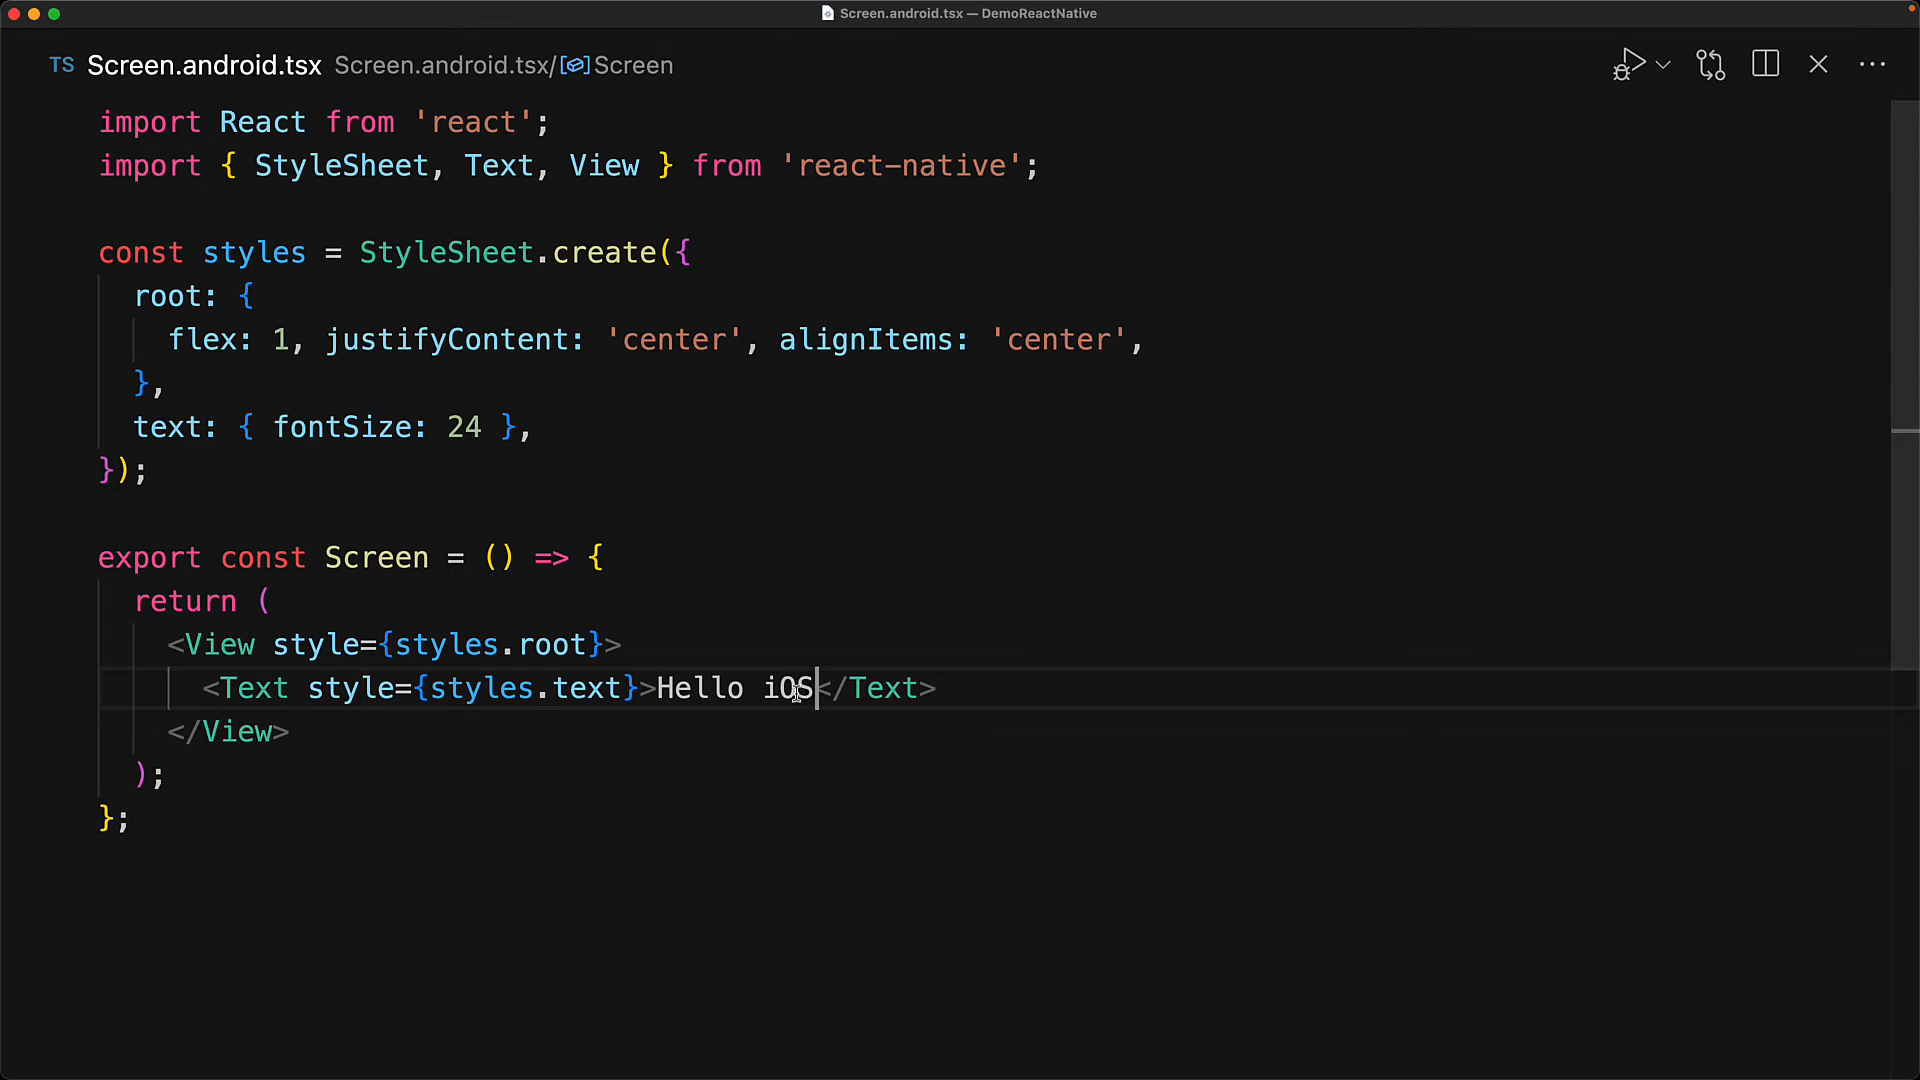 Screen.android.tsx — DemoReactNative
TS Screen.android.tsx Screen.android.tsx/Screen
import React from 'react';
import { StyleSheet, Text, View } from 'react-native';
const styles = StyleSheet.create({
root: {
flex: 1, justifyContent: 'center', alignItems: 'center',
},
text: { fontSize: 24 },
});
export const Screen = () => {
return (
<View style={styles.root}>
<Text style={styles.text}>Hello iOS</Text>
</View>
);
};